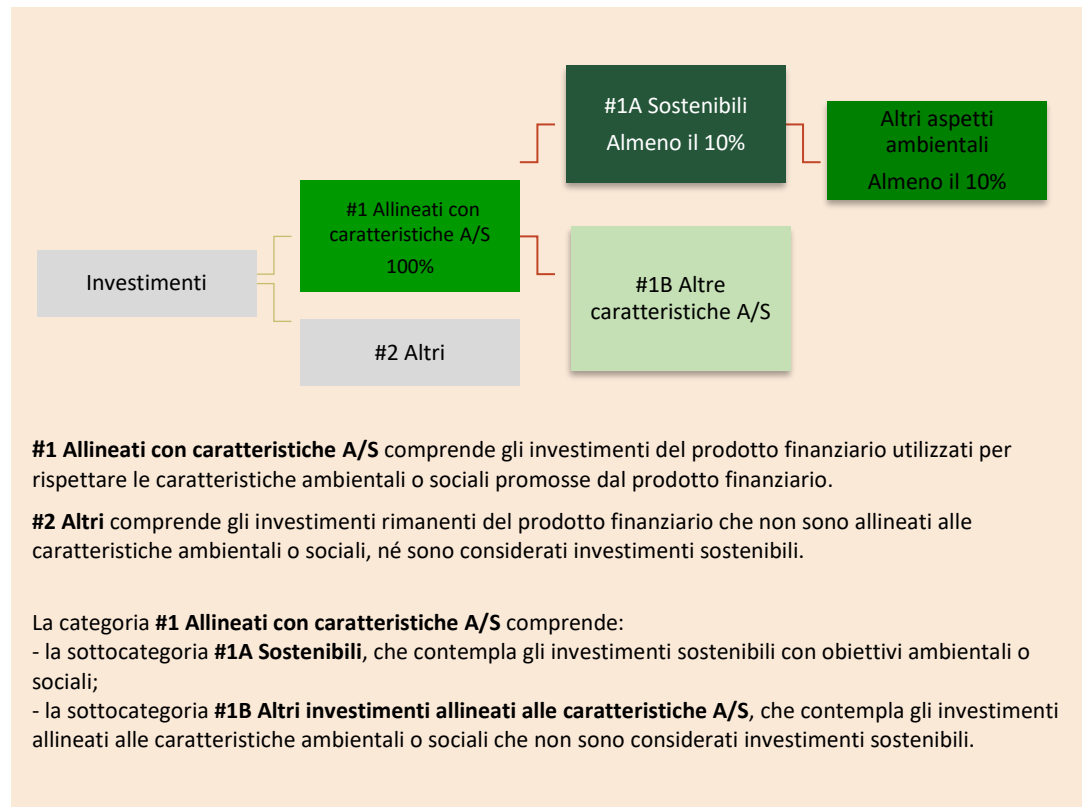 #1A Sostenibili
Almeno il 10%
Altri aspetti
ambientali
Almeno il 10%
#1 Allineati con
caratteristiche A/S
100%
Investimenti
#1B Altre
caratteristiche A/S
#2 Altri
#1 Allineati con caratteristiche A/S comprende gli investimenti del prodotto finanziario utilizzati per
rispettare le caratteristiche ambientali o sociali promosse dal prodotto finanziario.
#2 Altri comprende gli investimenti rimanenti del prodotto finanziario che non sono allineati alle
caratteristiche ambientali o sociali, né sono considerati investimenti sostenibili.
La categoria #1 Allineati con caratteristiche A/S comprende:
- la sottocategoria #1A Sostenibili, che contempla gli investimenti sostenibili con obiettivi ambientali o
sociali;
- la sottocategoria #1B Altri investimenti allineati alle caratteristiche A/S, che contempla gli investimenti
allineati alle caratteristiche ambientali o sociali che non sono considerati investimenti sostenibili.